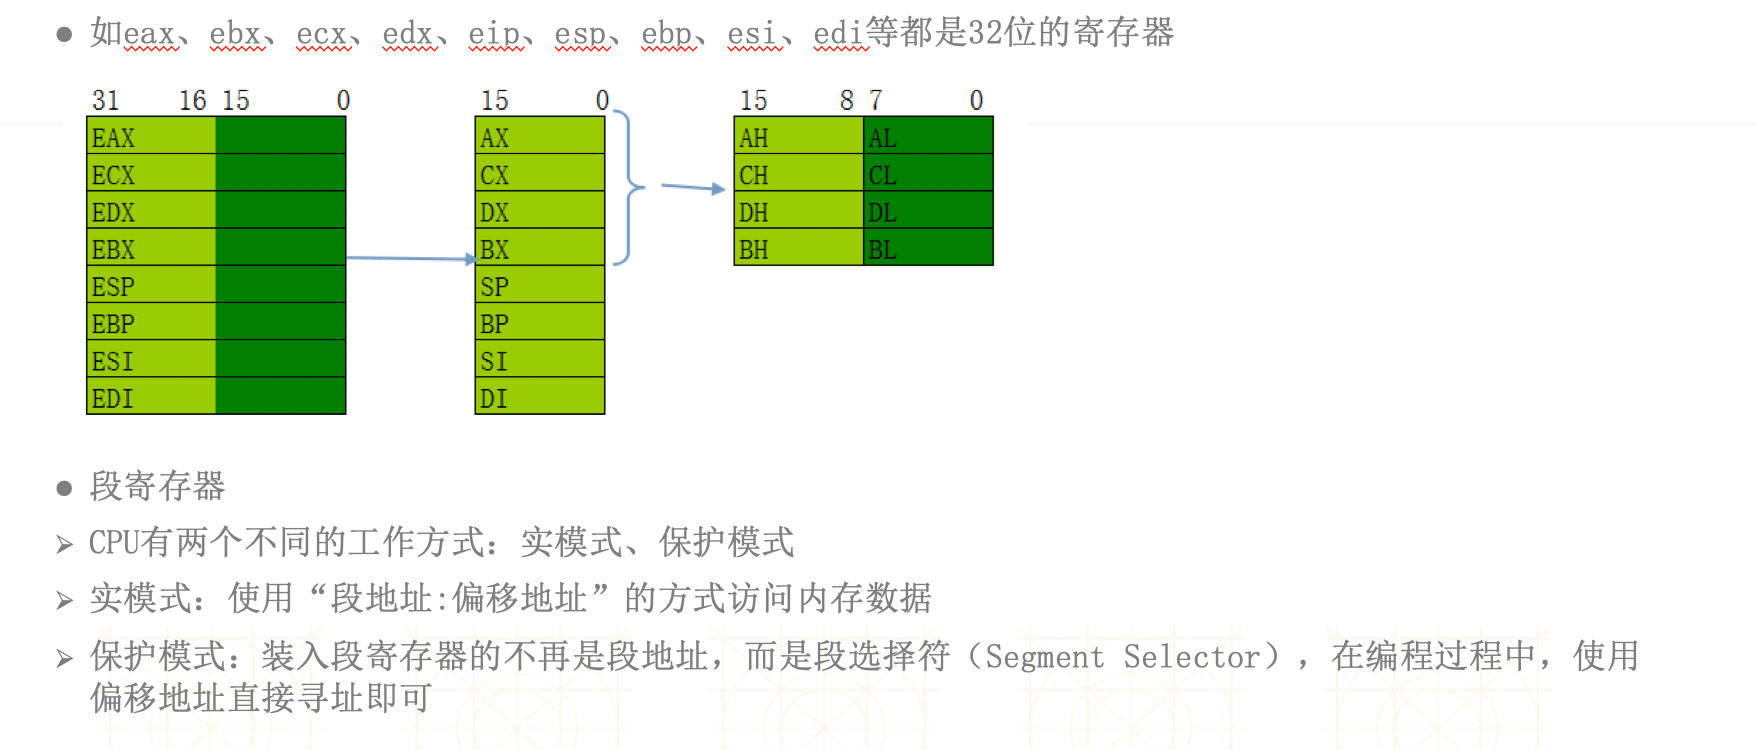 ● 如eax、ebx、ecx、edx、eip、esp、ebp、esi、edi等都是32位的寄存器
31 16 15 0 15 0 15 8 7 0
EAX AX AH AL
ECX CX CH CL
EDX DX DH DL
EBX BX BH BL
ESP SP
EBP BP
ESI SI
EDI DI
● 段寄存器
➢ CPU有两个不同的工作方式：实模式、保护模式
➢ 实模式：使用“段地址:偏移地址”的方式访问内存数据
➢ 保护模式：装入段寄存器的不再是段地址，而是段选择符（Segment Selector），在编程过程中，使用
偏移地址直接寻址即可